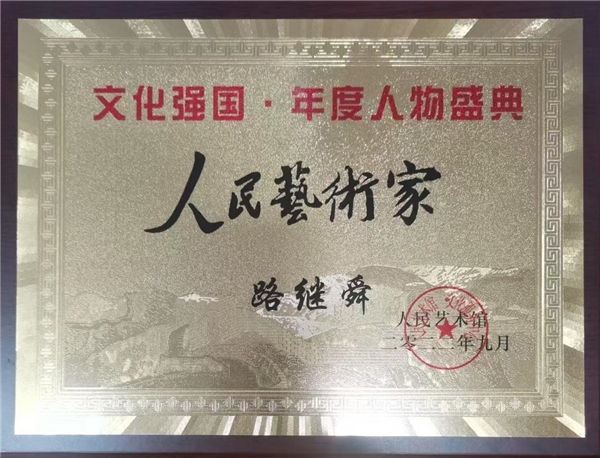 文化强国·年度人物盛典
人民藝術家
路继舜
人民艺术馆
二零二二年九月